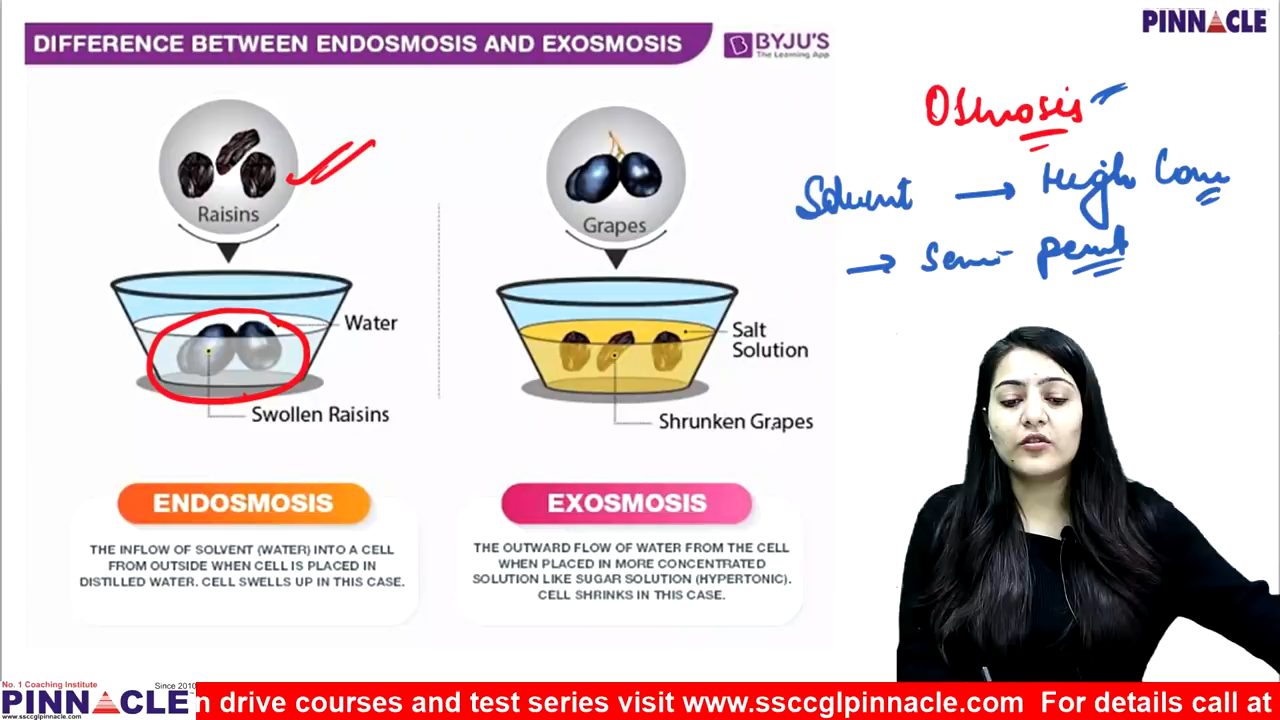 PINNACLE
DIFFERENCE BETWEEN ENDOSMOSIS AND EXOSMOSIS
BYJU'S
The Learning App
Osmosis
Solvent → High Conc
→ Semi- permt
Raisins
Grapes
Water
Swollen Raisins
Salt
Solution
Shrunken Grapes
ENDOSMOSIS
THE INFLOW OF SOLVENT (WATER) INTO A CELL
FROM OUTSIDE WHEN CELL IS PLACED IN
DISTILLED WATER. CELL SWELLS UP IN THIS CASE.
EXOSMOSIS
THE OUTWARD FLOW OF WATER FROM THE CELL
WHEN PLACED IN MORE CONCENTRATED
SOLUTION LIKE SUGAR SOLUTION (HYPERTONIC).
CELL SHRINKS IN THIS CASE.
No. 1 Coaching Institute
Since 2010
PINNACLE
www.ssccglpinnacle.com
n drive courses and test series visit www.ssccglpinnacle.com For details call at